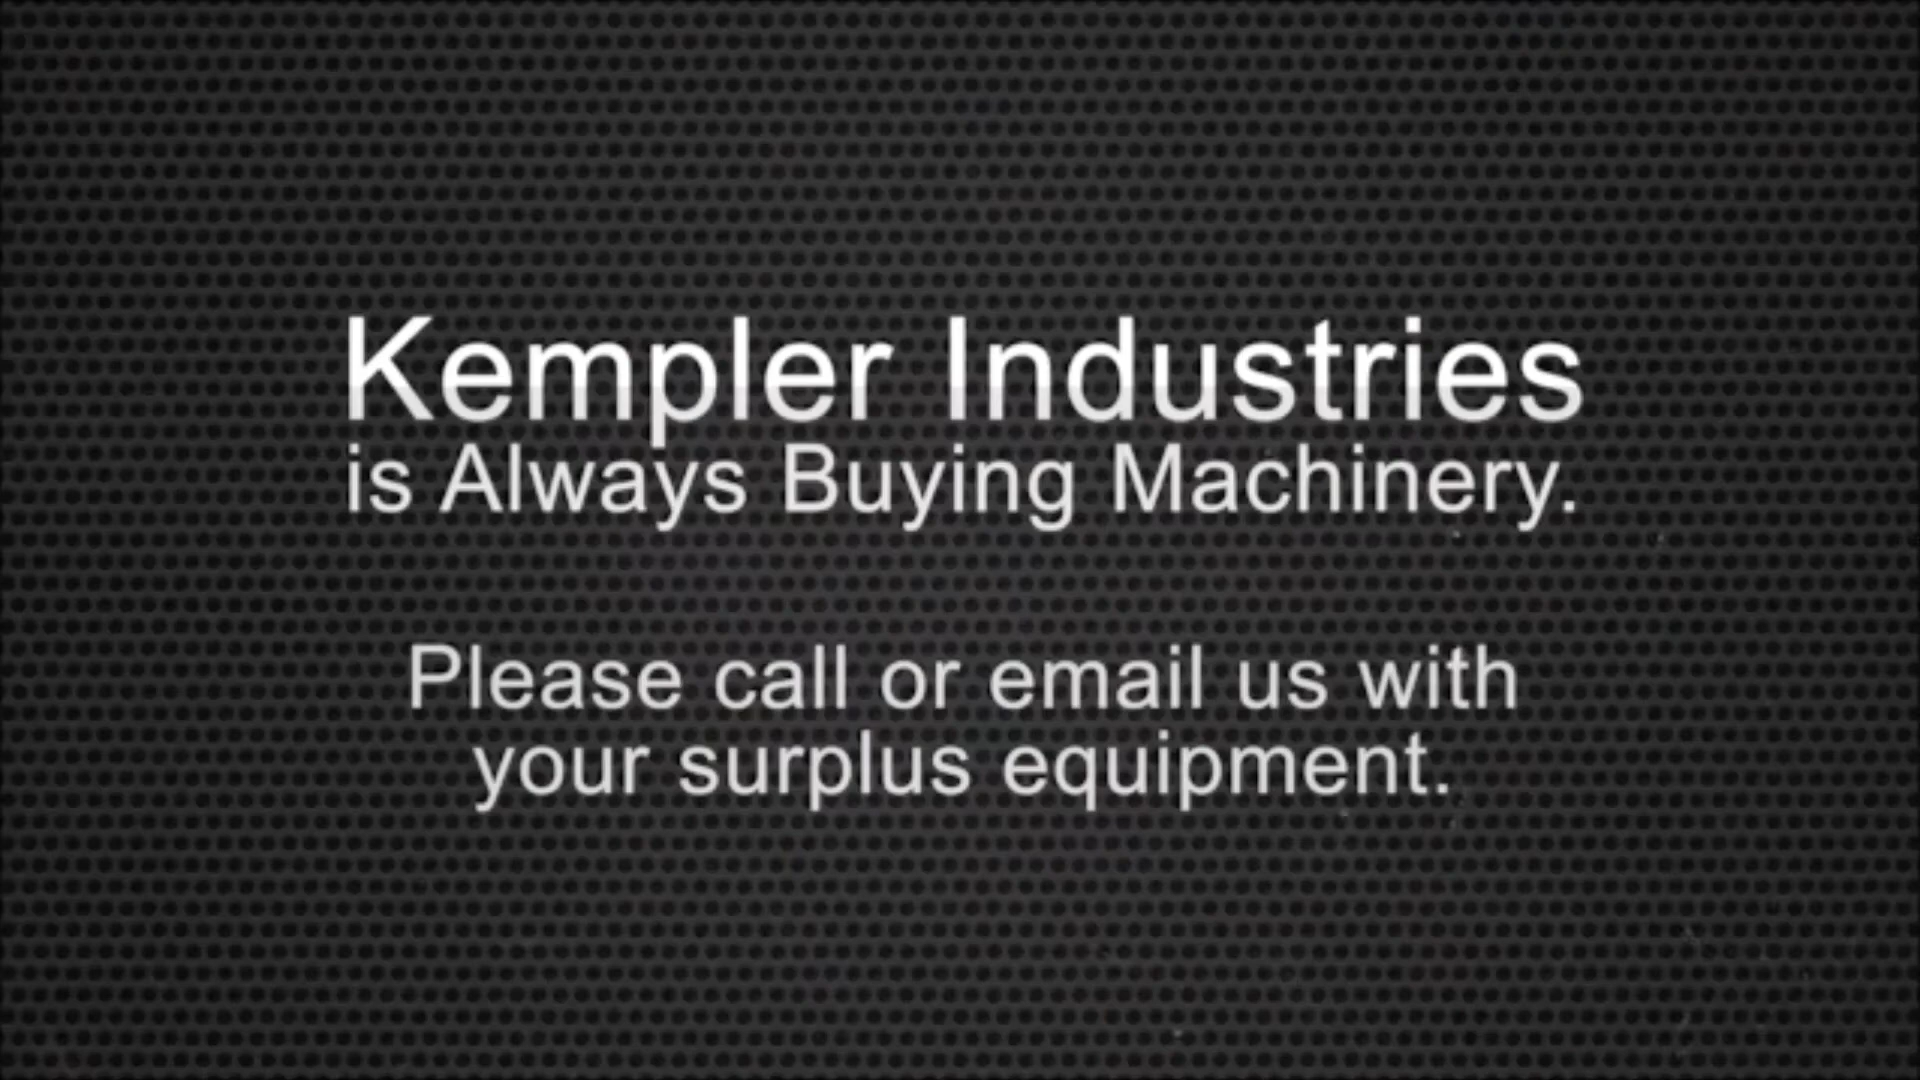 Kempler Industries
is Always Buying Machinery.
Please call or email us with
your surplus equipment.